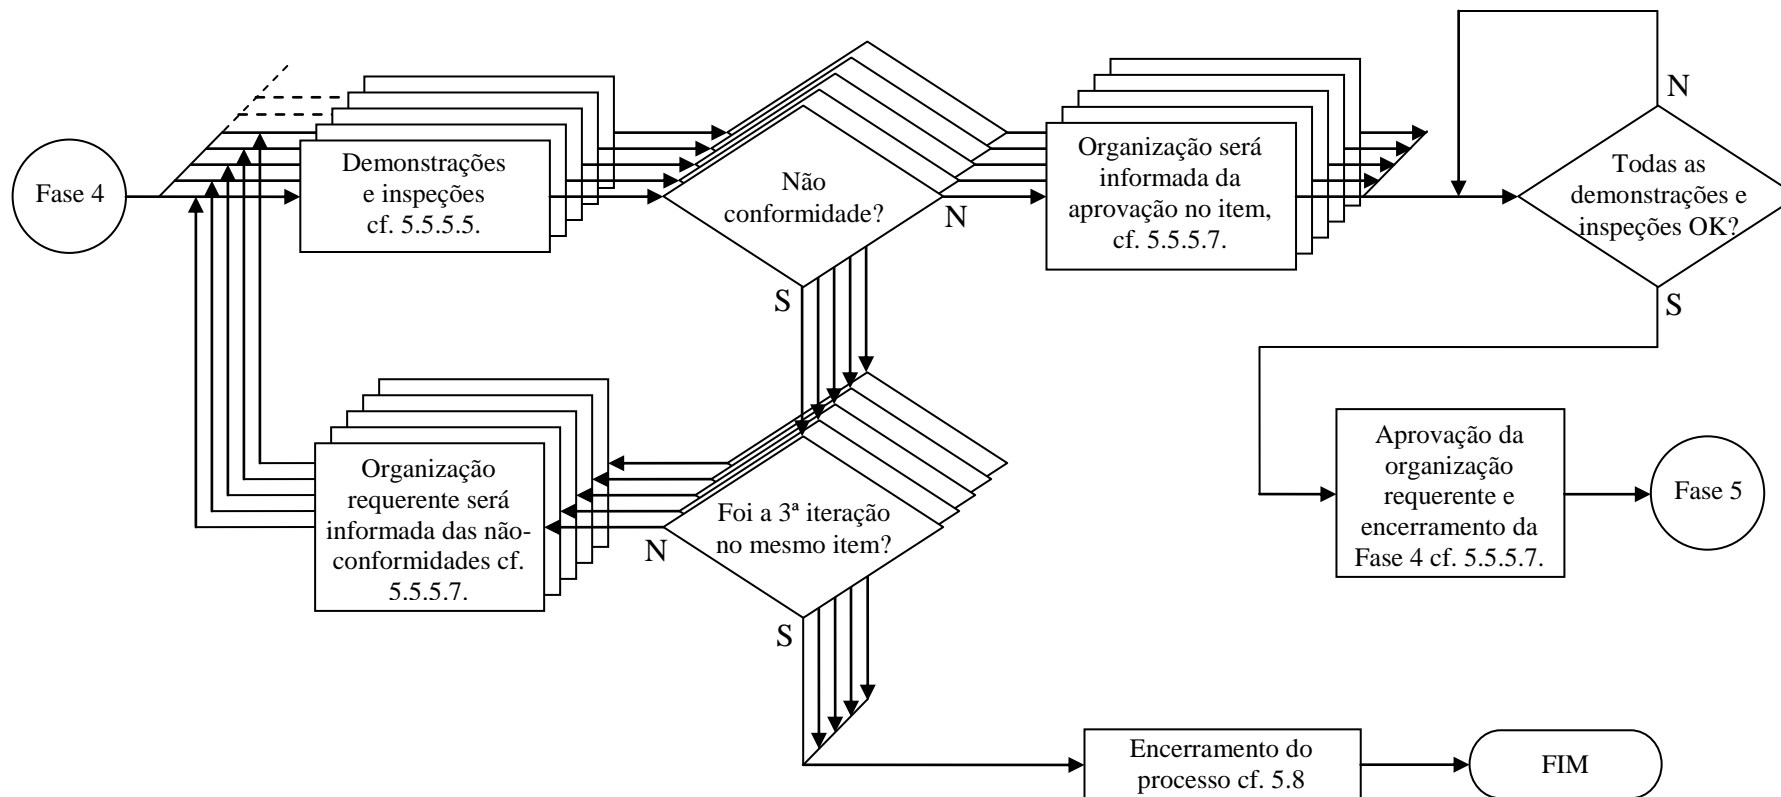 Fase 4
Demonstrações
e inspeções
cf. 5.5.5.5.
Não
conformidade?
N
S
Organização será
informada da
aprovação no item,
cf. 5.5.5.7.
N
Todas as
demonstrações e
inspeções OK?
S
Organização
requerente será
informada das não-
conformidades cf.
5.5.5.7.
N
Foi a 3ª iteração
no mesmo item?
S
Aprovação da
organização
requerente e
encerramento da
Fase 4 cf. 5.5.5.7.
Fase 5
Encerramento do
processo cf. 5.8
FIM